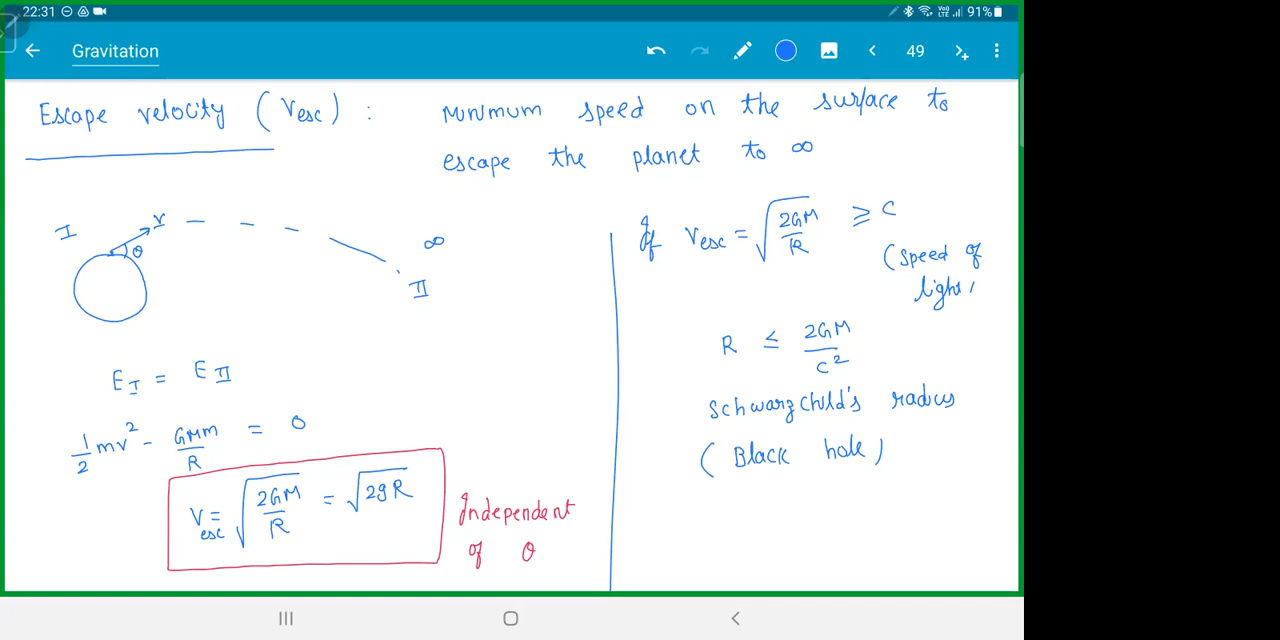 22:31 91%
Gravitation 49
Escape velocity (Vesc) : Minimum speed on the surface to
escape the planet to ∞
I V θ ∞ II
E_I = E_II
1/2 mv² - GMm/R = 0
Vesc = √(2GM/R) = √2gR
Independent
of θ
If Vesc = √(2GM/R) ≥ C
(Speed of
light)
R ≤ 2GM/C²
Schwarzchild's radius
(Black hole)